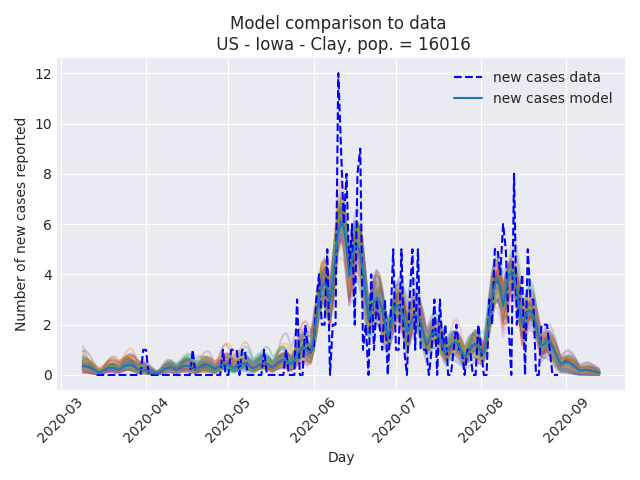 Model comparison to data
US - Iowa - Clay, pop. = 16016
new cases data
new cases model
Number of new cases reported
12
10
8
6
4
2
0
2020-03
2020-04
2020-05
2020-06
2020-07
2020-08
2020-09
Day